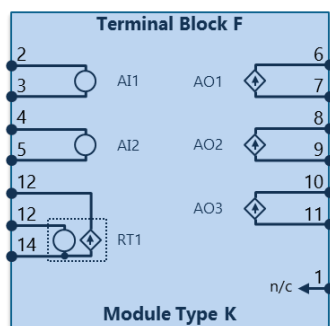 Terminal Block F
2
3
AI1
4
5
AI2
12
12
14
RT1
6
7
AO1
8
9
AO2
10
11
AO3
n/c
1
Module Type K